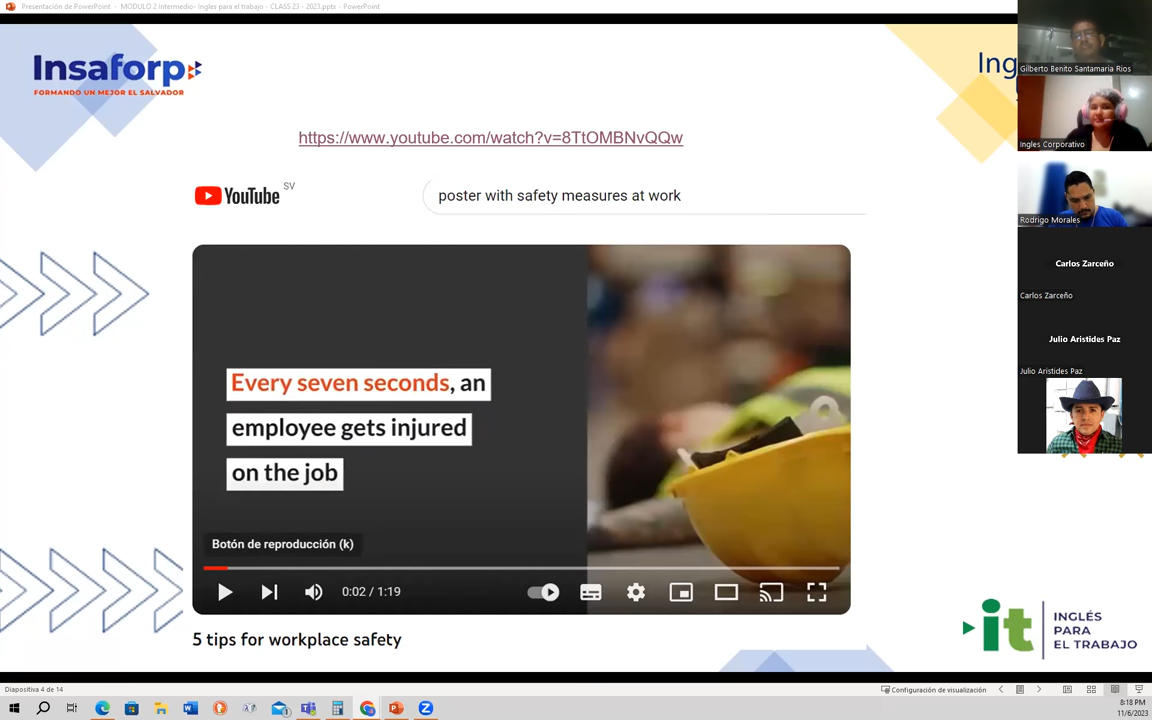 Presentación de PowerPoint - MODULO 2 Intermedio- Ingles para el trabajo - CLASS 23 - 2023.pptx - PowerPoint
Insaforp
FORMANDO UN MEJOR EL SALVADOR
Ing
https://www.youtube.com/watch?v=8TtOMBNvQQw
YouTube SV
poster with safety measures at work
Every seven seconds, an
employee gets injured
on the job
Botón de reproducción (k)
0:02 / 1:19
5 tips for workplace safety
Gilberto Benito Santamaria Rios
Ingles Corporativo
Rodrigo Morales
Carlos Zarceño
Carlos Zarceño
Julio Aristides Paz
Julio Aristides Paz
it
INGLÉS
PARA
EL TRABAJO
Diapositiva 4 de 14
Configuración de visualización
8:18 PM
11/6/2023